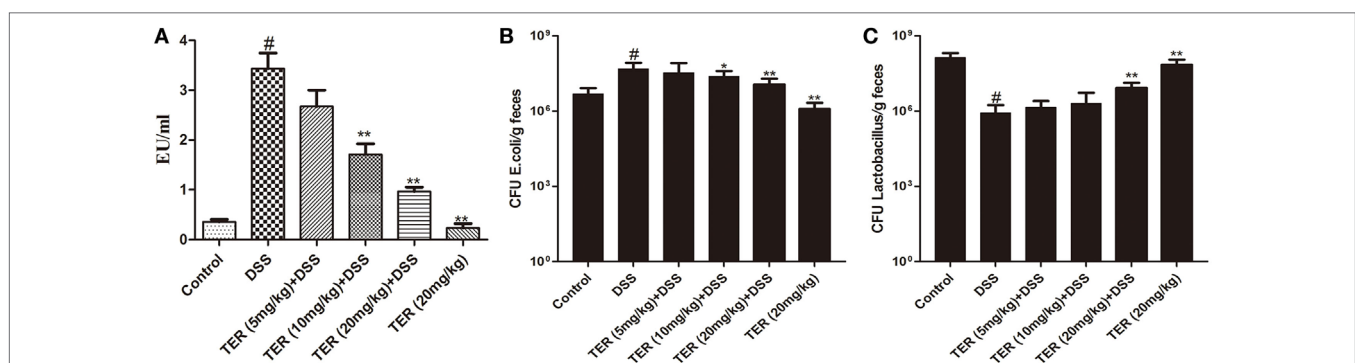 A
EU/ml
4
3
2
1
0
#
**
**
**
Control
DSS
TER (5mg/kg)+DSS
TER (10mg/kg)+DSS
TER (20mg/kg)+DSS
TER (20mg/kg)
B
CFU E.coli/g feces
10⁹
10⁶
10³
10⁰
#
*
**
**
Control
DSS
TER (5mg/kg)+DSS
TER (10mg/kg)+DSS
TER (20mg/kg)+DSS
TER (20mg/kg)
C
CFU Lactobacillus/g feces
10⁹
10⁶
10³
10⁰
#
**
**
Control
DSS
TER (5mg/kg)+DSS
TER (10mg/kg)+DSS
TER (20mg/kg)+DSS
TER (20mg/kg)